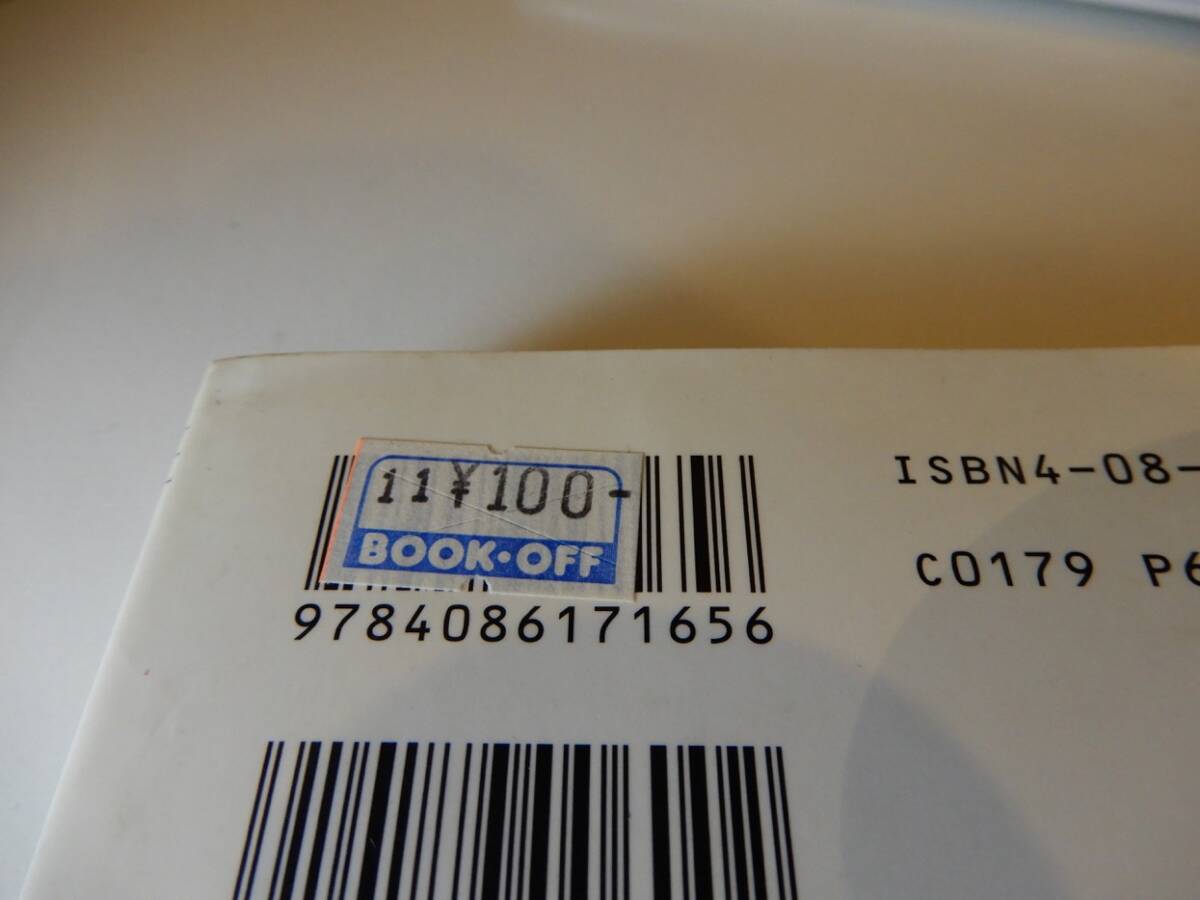 11 ¥100-
BOOK・OFF
9784086171656
ISBN4-08-
C0179 P6